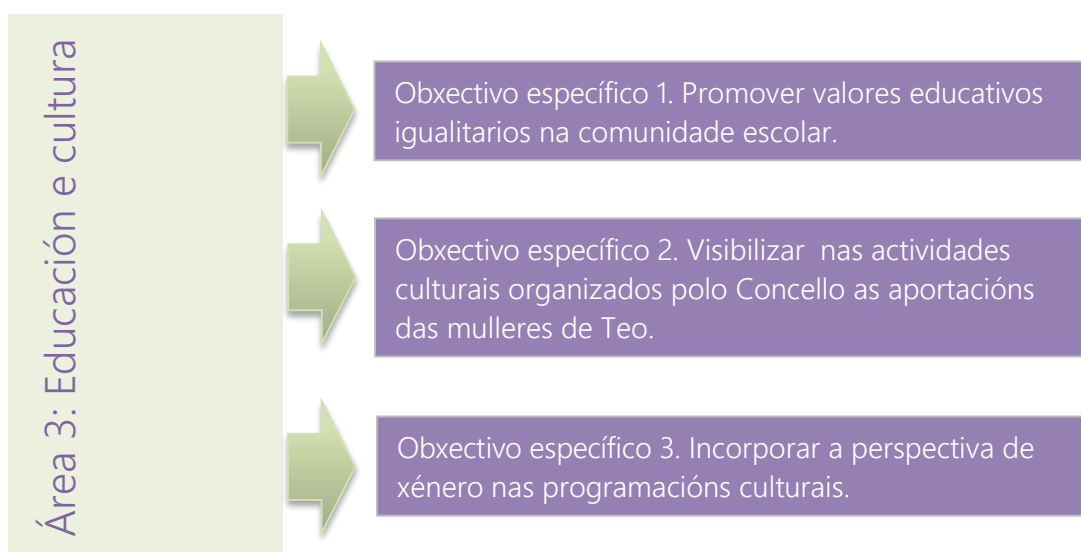 Área 3: Educación e cultura
Obxectivo específico 1. Promover valores educativos
igualitarios na comunidade escolar.
Obxectivo específico 2. Visibilizar  nas actividades
culturais organizados polo Concello as aportacións
das mulleres de Teo.
Obxectivo específico 3. Incorporar a perspectiva de
xénero nas programacións culturais.